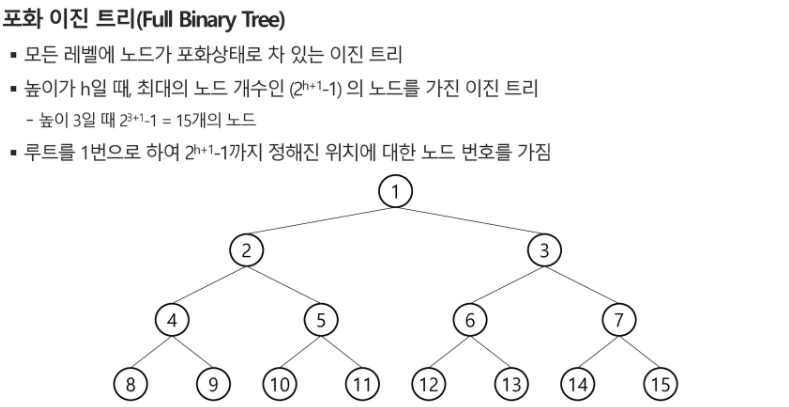 포화 이진 트리(Full Binary Tree)
▪ 모든 레벨에 노드가 포화상태로 차 있는 이진 트리
▪ 높이가 h일 때, 최대의 노드 개수인 (2ʰ⁺¹-1) 의 노드를 가진 이진 트리
- 높이 3일 때 2³⁺¹-1 = 15개의 노드
▪ 루트를 1번으로 하여 2ʰ⁺¹-1까지 정해진 위치에 대한 노드 번호를 가짐
1
2 3
4 5 6 7
8 9 10 11 12 13 14 15